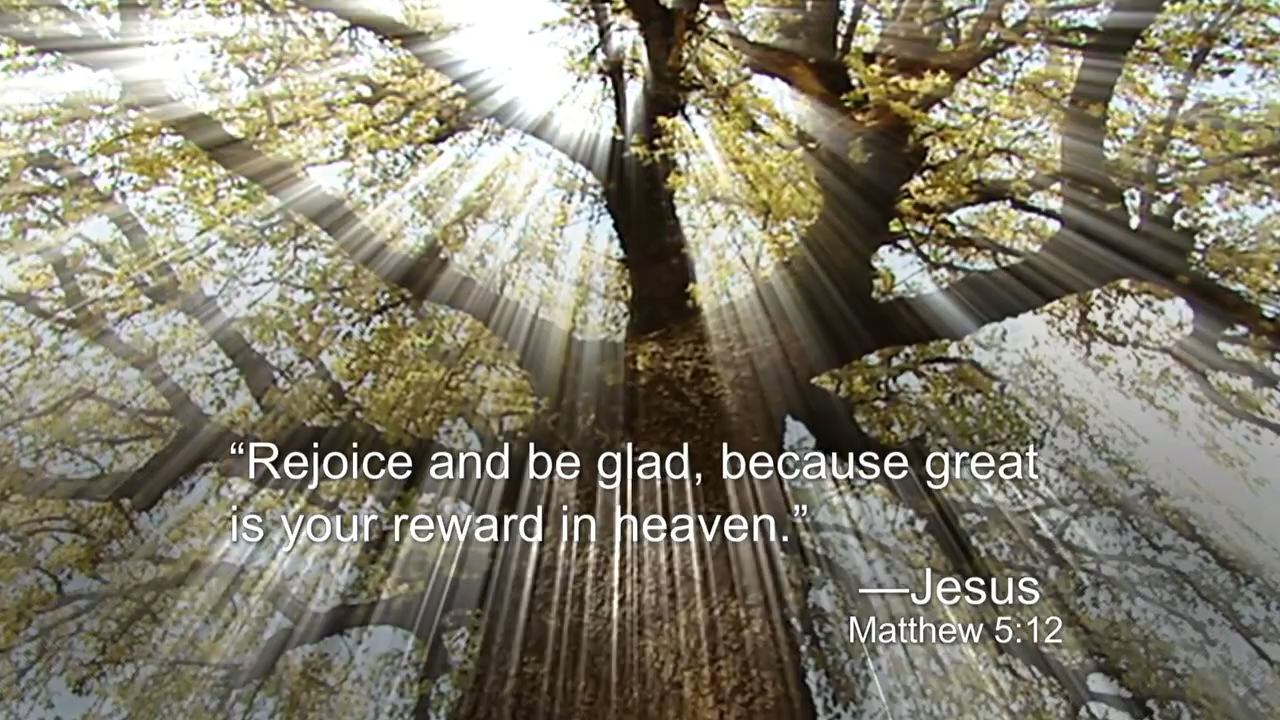 “Rejoice and be glad, because great
is your reward in heaven.”
—Jesus
Matthew 5:12